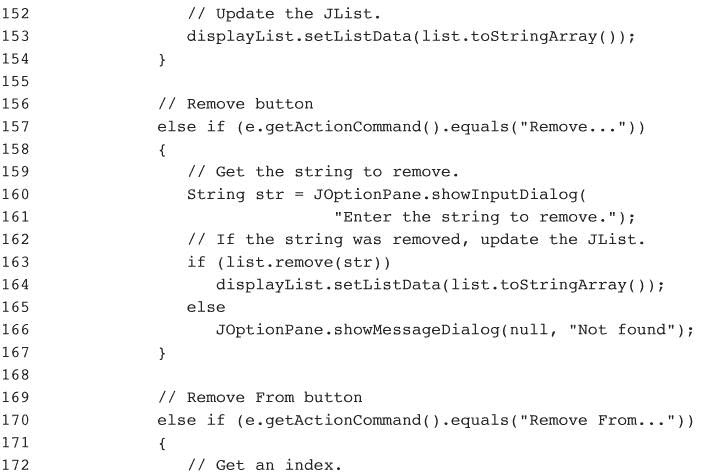 152 // Update the JList.
153 displayList.setListData(list.toStringArray());
154 }
155
156 // Remove button
157 else if (e.getActionCommand().equals("Remove..."))
158 {
159 // Get the string to remove.
160 String str = JOptionPane.showInputDialog(
161 "Enter the string to remove.");
162 // If the string was removed, update the JList.
163 if (list.remove(str))
164 displayList.setListData(list.toStringArray());
165 else
166 JOptionPane.showMessageDialog(null, "Not found");
167 }
168
169 // Remove From button
170 else if (e.getActionCommand().equals("Remove From..."))
171 {
172 // Get an index.